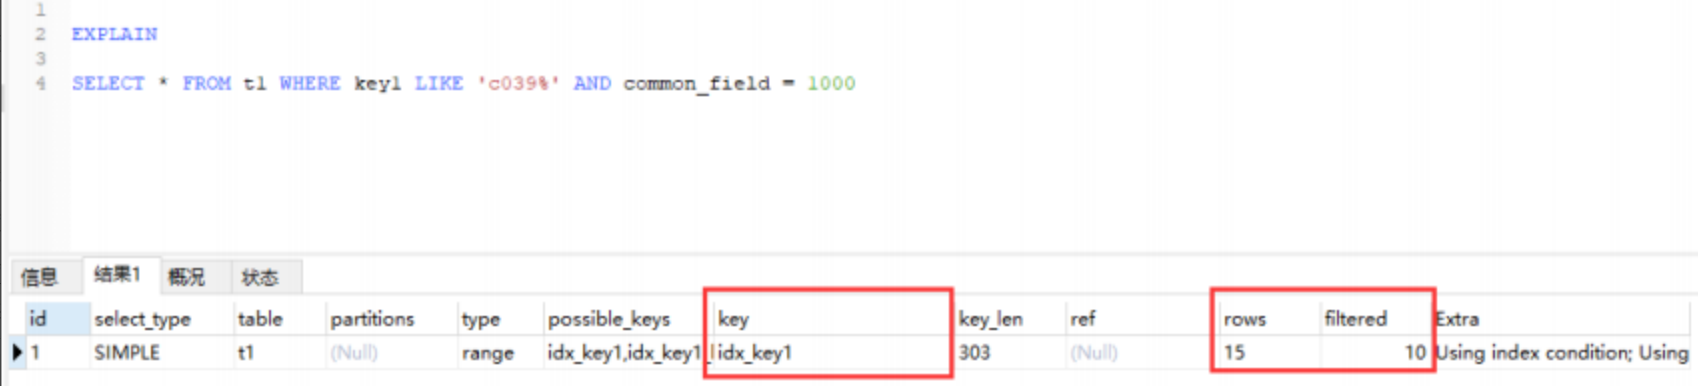 1
2 EXPLAIN
3
4 SELECT * FROM t1 WHERE key1 LIKE 'c039%' AND common_field = 1000
信息 结果1 概况 状态
id select_type table partitions type possible_keys key key_len ref rows filtered Extra
1 SIMPLE t1 (Null) range idx_key1,idx_key1_ idx_key1 303 (Null) 15 10 Using index condition; Using